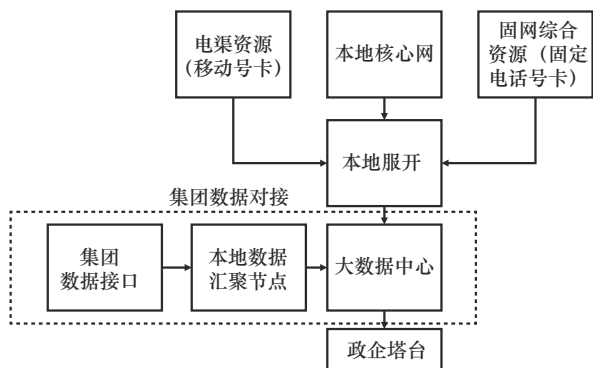 电渠资源
(移动号卡)
本地核心网
固网综合
资源（固定
电话号卡）
本地服开
集团数据对接
集团
数据接口
本地数据
汇聚节点
大数据中心
政企塔台